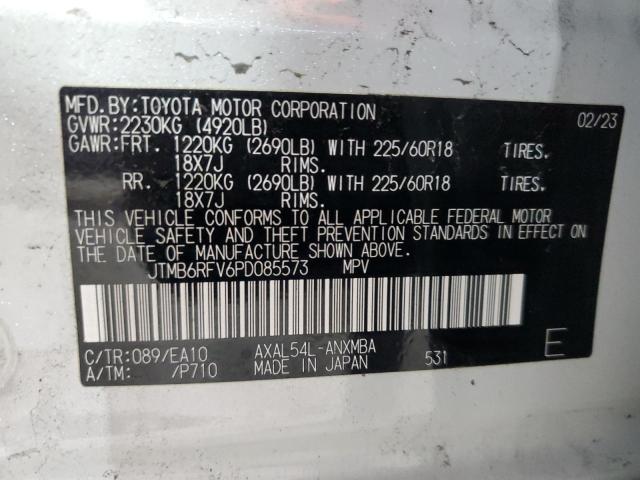 MFD.BY:TOYOTA MOTOR CORPORATION 02/23
GVWR:2230KG (4920LB)
GAWR:FRT. 1220KG (2690LB) WITH 225/60R18 TIRES.
18X7J RIMS.
RR. 1220KG (2690LB) WITH 225/60R18 TIRES.
18X7J RIMS.
THIS VEHICLE CONFORMS TO ALL APPLICABLE FEDERAL MOTOR
VEHICLE SAFETY AND THEFT PREVENTION STANDARDS IN EFFECT ON
THE DATE OF MANUFACTURE SHOWN ABOVE.
JTMB6RFV6PD085573 MPV
C/TR:089/EA10 AXAL54L-ANXMBA
A/TM: /P710 MADE IN JAPAN 531 E